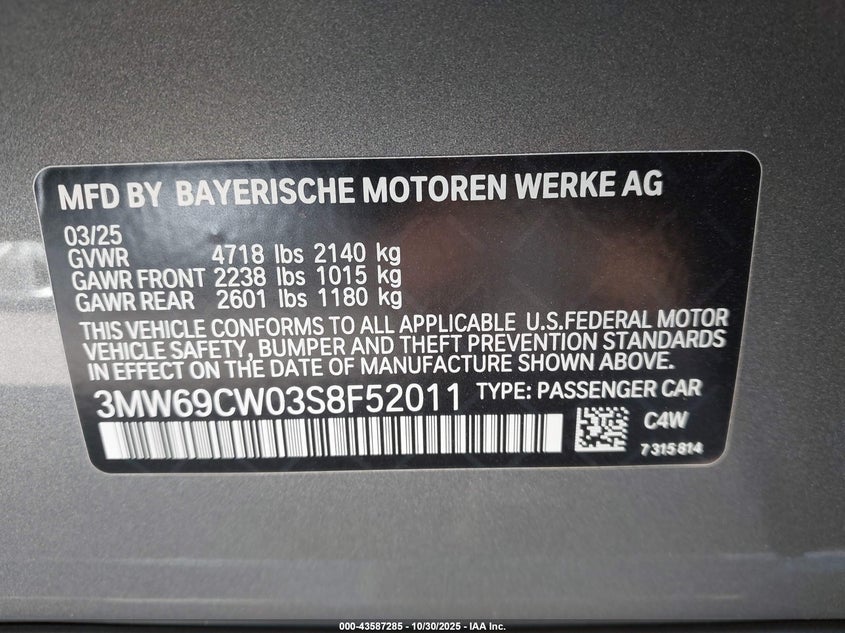 MFD BY BAYERISCHE MOTOREN WERKE AG
03/25
GVWR 4718 lbs 2140 kg
GAWR FRONT 2238 lbs 1015 kg
GAWR REAR 2601 lbs 1180 kg
THIS VEHICLE CONFORMS TO ALL APPLICABLE U.S.FEDERAL MOTOR
VEHICLE SAFETY, BUMPER AND THEFT PREVENTION STANDARDS
IN EFFECT ON THE DATE OF MANUFACTURE SHOWN ABOVE.
3MW69CW03S8F52011 TYPE: PASSENGER CAR
C4W
7 315 814
000-43587285 - 10/30/2025 - IAA Inc.